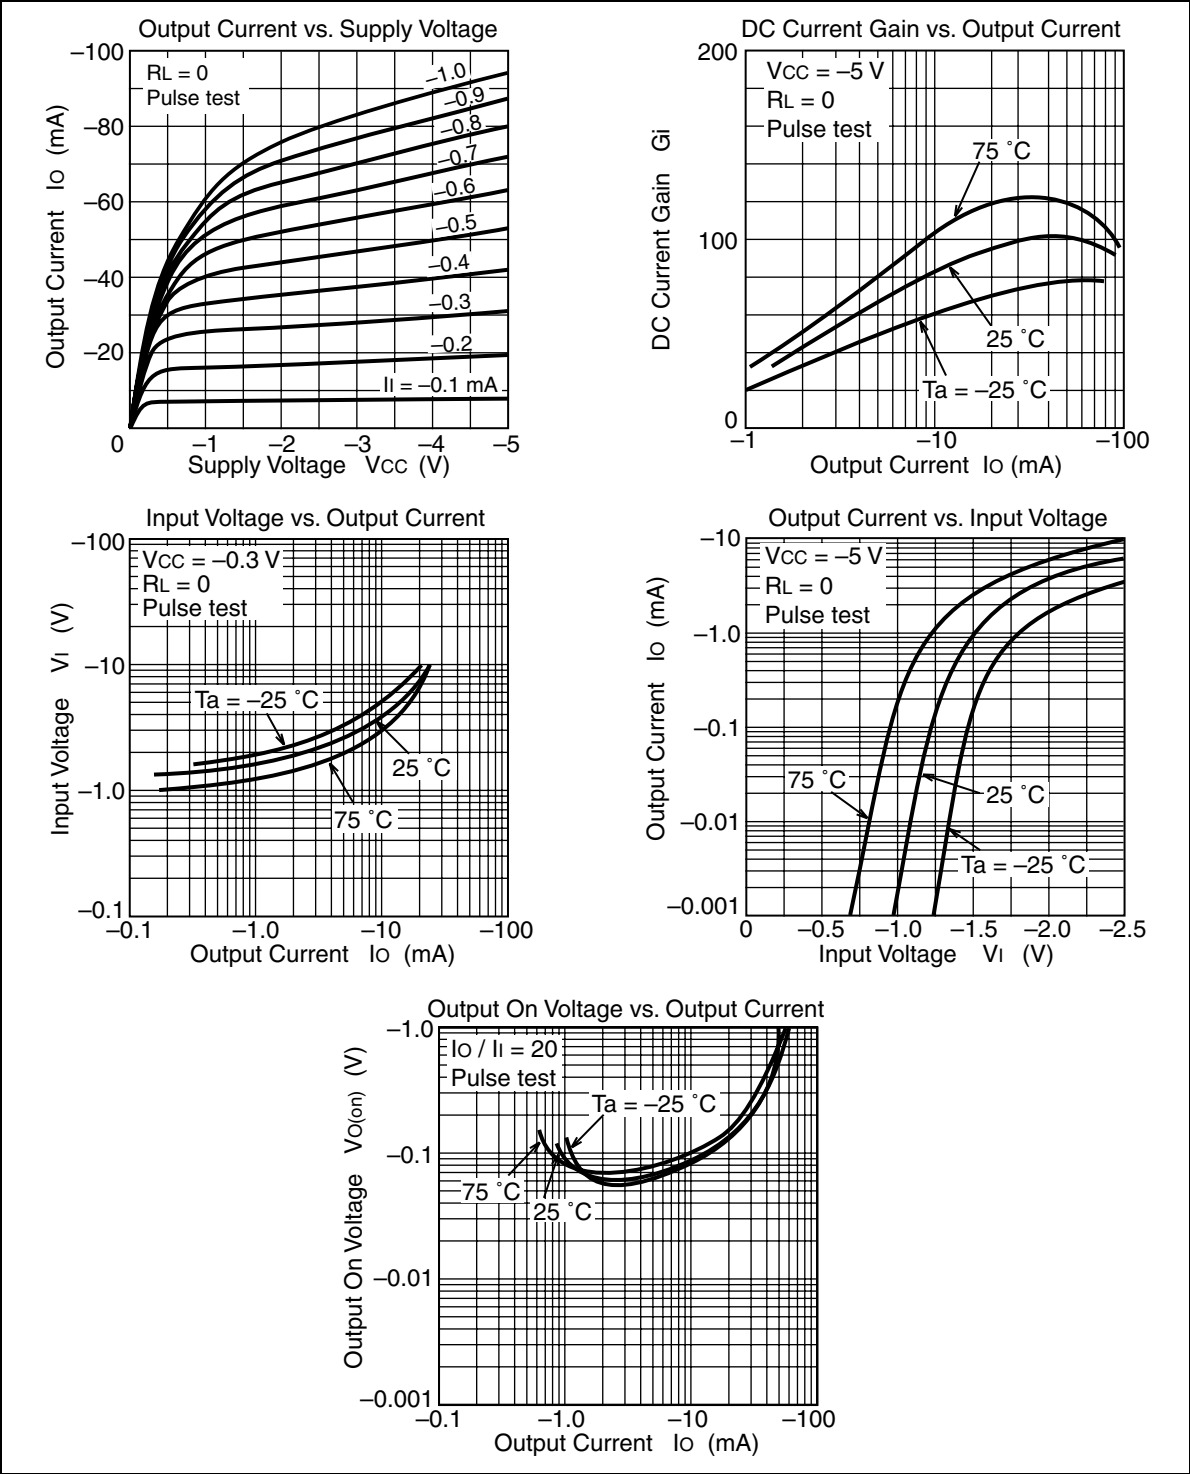 Output Current vs. Supply Voltage
–100
–80
–60
–40
–20
0
RL = 0
Pulse test
–1.0
–0.9
–0.8
–0.7
–0.6
–0.5
–0.4
–0.3
–0.2
II = –0.1 mA
–1
–2
–3
–4
–5
Output Current IO (mA)
Supply Voltage VCC (V)
DC Current Gain vs. Output Current
200
100
0
VCC = –5 V
RL = 0
Pulse test
75 ˚C
25 ˚C
Ta = –25 ˚C
–1
–10
–100
DC Current Gain Gi
Output Current IO (mA)
Input Voltage vs. Output Current
–100
–10
–1.0
–0.1
VCC = –0.3 V
RL = 0
Pulse test
Ta = –25 ˚C
25 ˚C
75 ˚C
–0.1
–1.0
–10
–100
Input Voltage VI (V)
Output Current IO (mA)
Output Current vs. Input Voltage
–10
–1.0
–0.1
–0.01
–0.001
VCC = –5 V
RL = 0
Pulse test
75 ˚C
25 ˚C
Ta = –25 ˚C
0
–0.5
–1.0
–1.5
–2.0
–2.5
Output Current IO (mA)
Input Voltage VI (V)
Output On Voltage vs. Output Current
–1.0
–0.1
–0.01
–0.001
IO / II = 20
Pulse test
Ta = –25 ˚C
75 ˚C
25 ˚C
–0.1
–1.0
–10
–100
Output On Voltage VO(on) (V)
Output Current IO (mA)